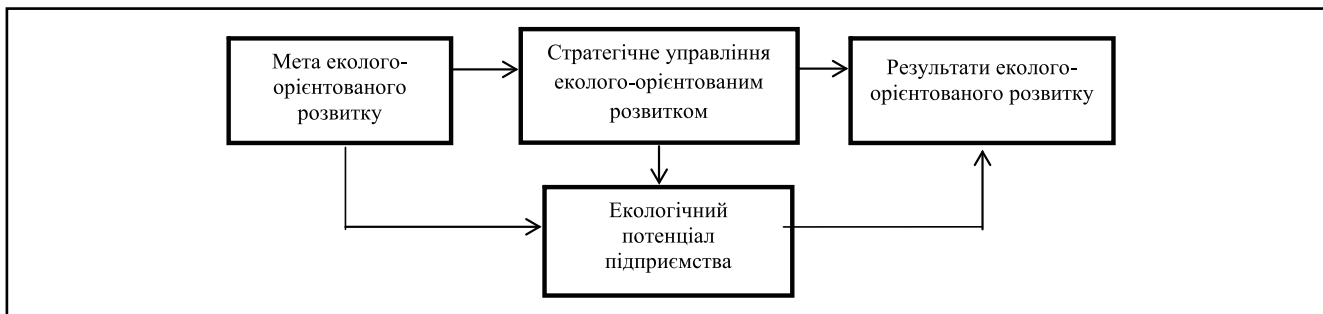 Мета еколого-
орієнтованого
розвитку
Стратегічне управління
еколого-орієнтованим
розвитком
Результати еколого-
орієнтованого розвитку
Екологічний
потенціал
підприємства